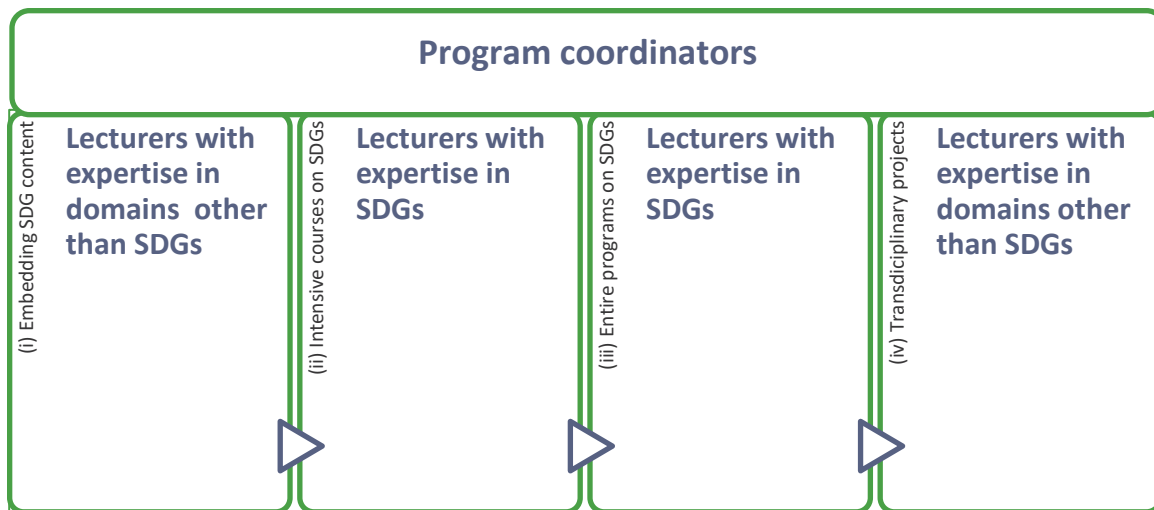 Program coordinators
(i) Embedding SDG content
Lecturers with
expertise in
domains other
than SDGs
(ii) Intensive courses on SDGs
Lecturers with
expertise in
SDGs
(iii) Entire programs on SDGs
Lecturers with
expertise in
SDGs
(iv) Transdiciplinary projects
Lecturers with
expertise in
domains other
than SDGs